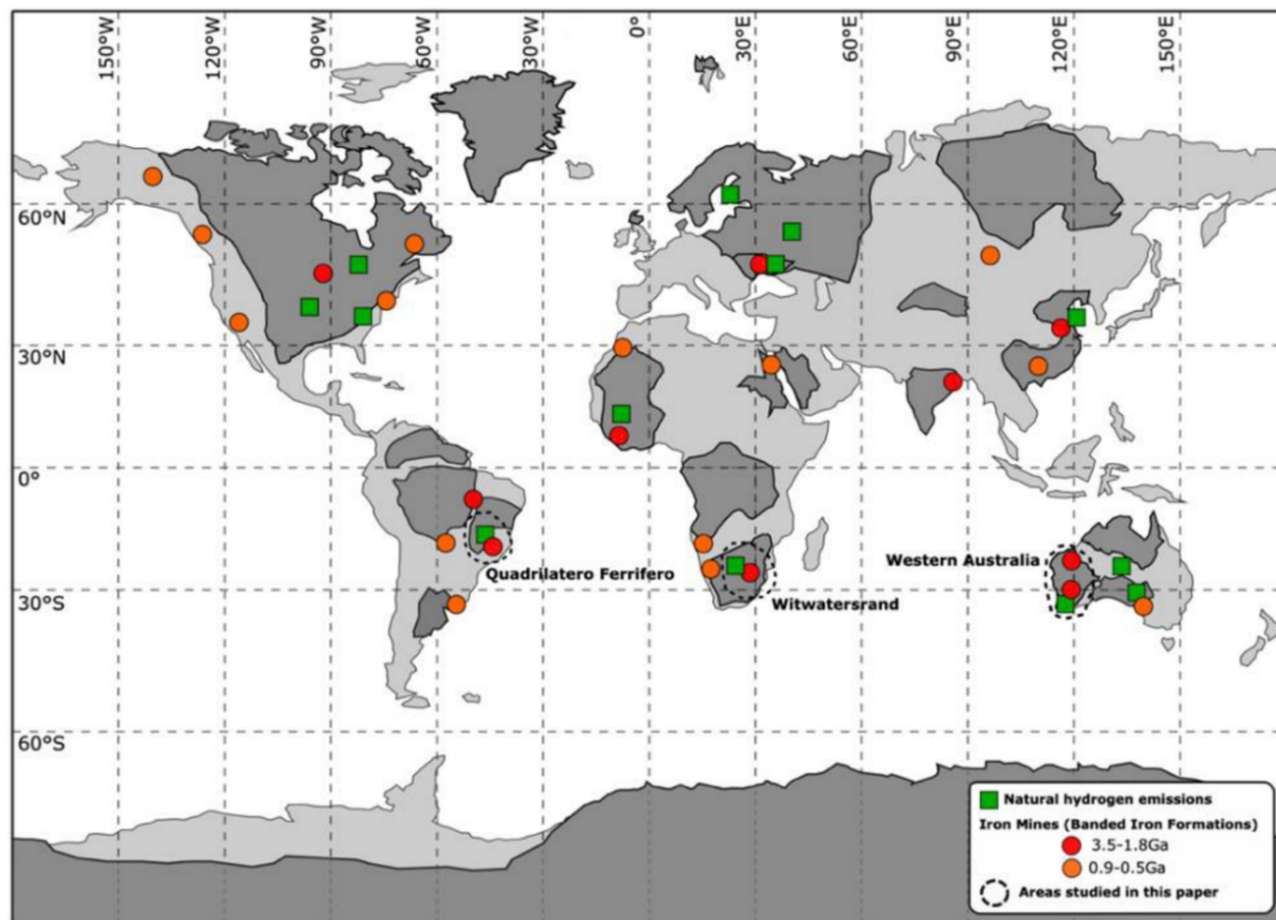 150°W
120°W
90°W
60°W
30°W
0°
30°E
60°E
90°E
120°E
150°E
60°N
30°N
0°
30°S
60°S
Quadrilatero Ferrifero
Witwatersrand
Western Australia
Natural hydrogen emissions
Iron Mines (Banded Iron Formations)
3.5-1.8Ga
0.9-0.5Ga
Areas studied in this paper